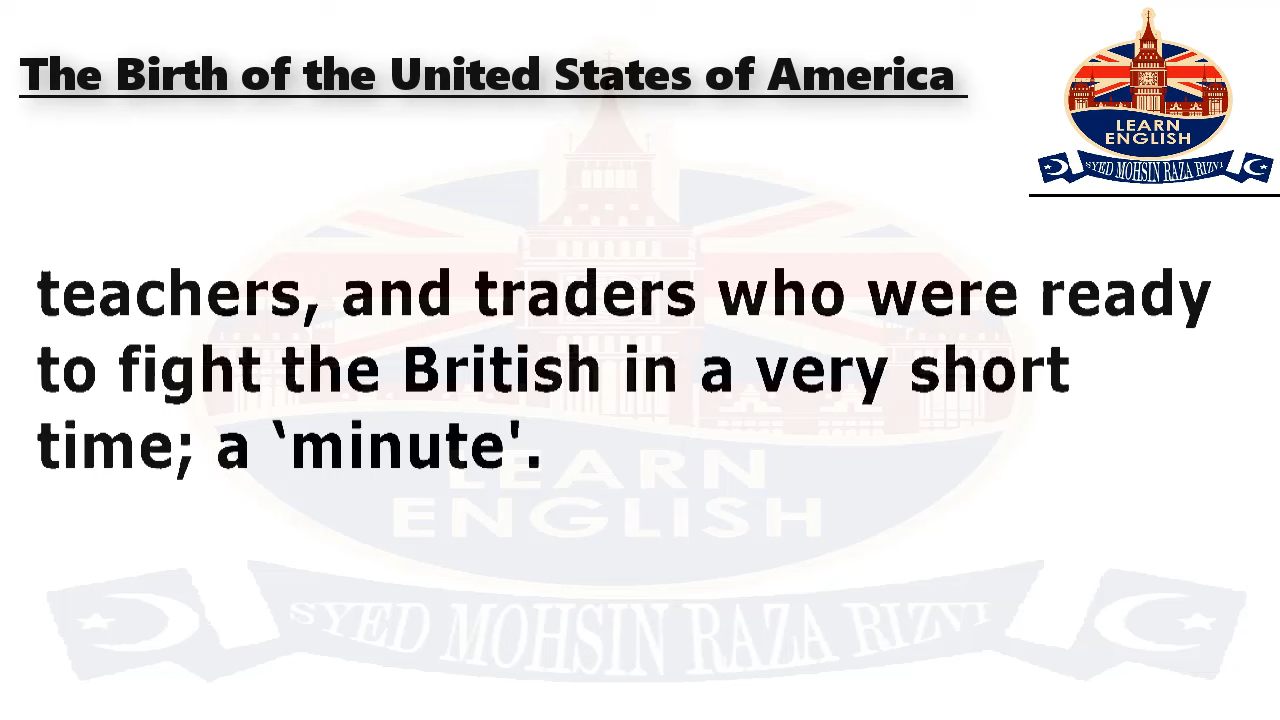 The Birth of the United States of America
LEARN
ENGLISH
SYED MOHSIN RAZA RIZVI
teachers, and traders who were ready
to fight the British in a very short
time; a ‘minute'.
LEARN
ENGLISH
SYED MOHSIN RAZA RIZVI